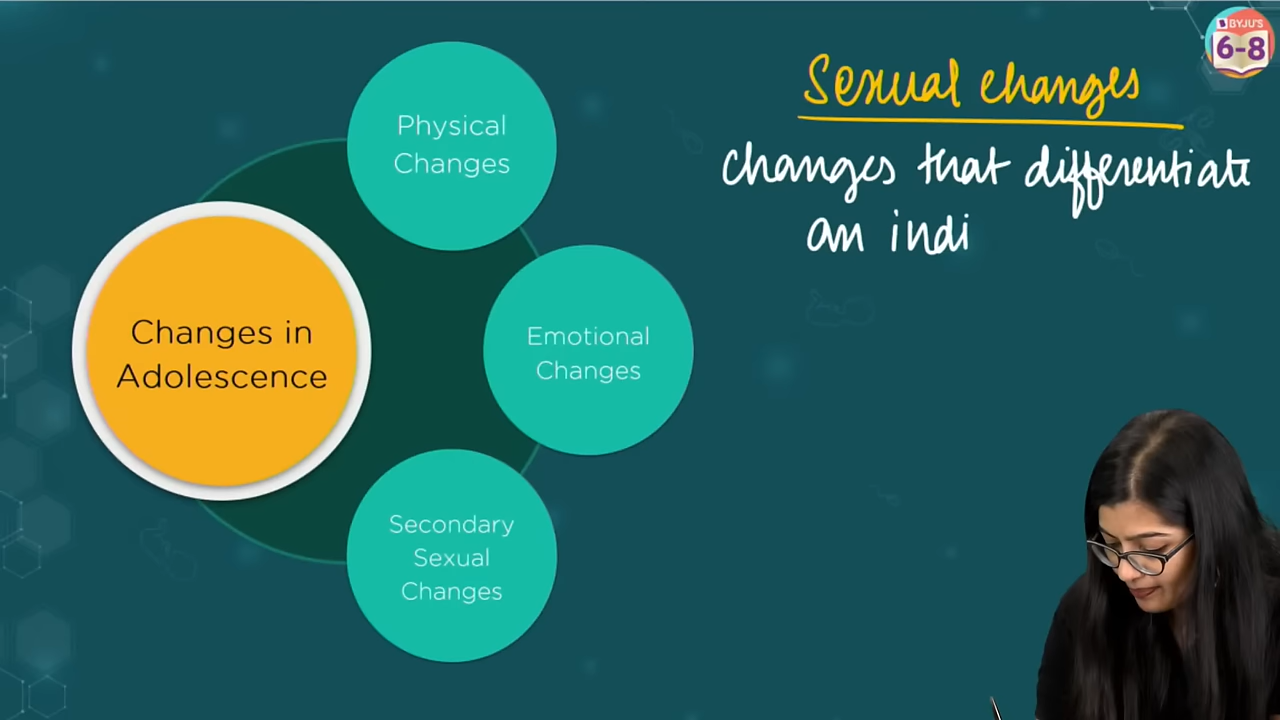 Physical
Changes
Changes in
Adolescence
Emotional
Changes
Secondary
Sexual
Changes
Sexual changes
Changes that differentiate
an indi
BYJU'S
6-8